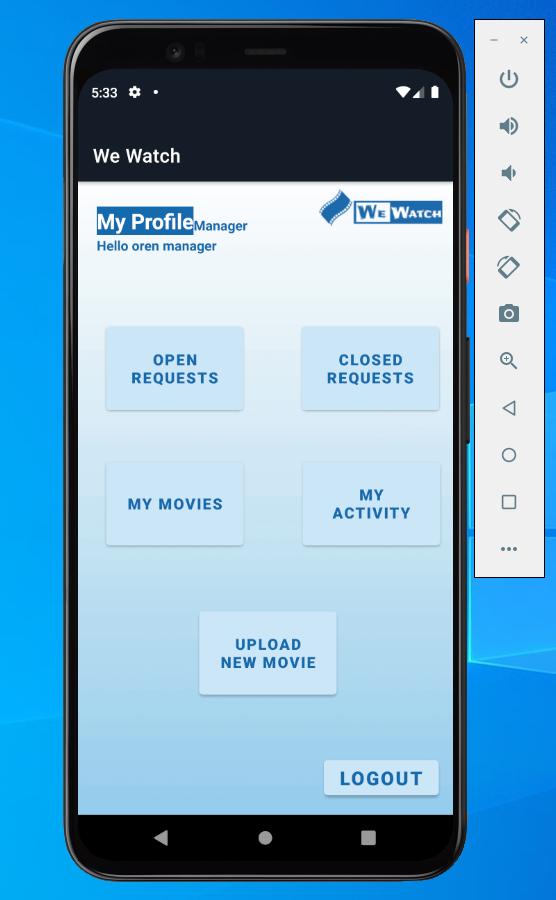 5:33
We Watch
My Profile Manager
WE WATCH
Hello oren manager
OPEN
REQUESTS
CLOSED
REQUESTS
MY MOVIES
MY
ACTIVITY
UPLOAD
NEW MOVIE
LOGOUT